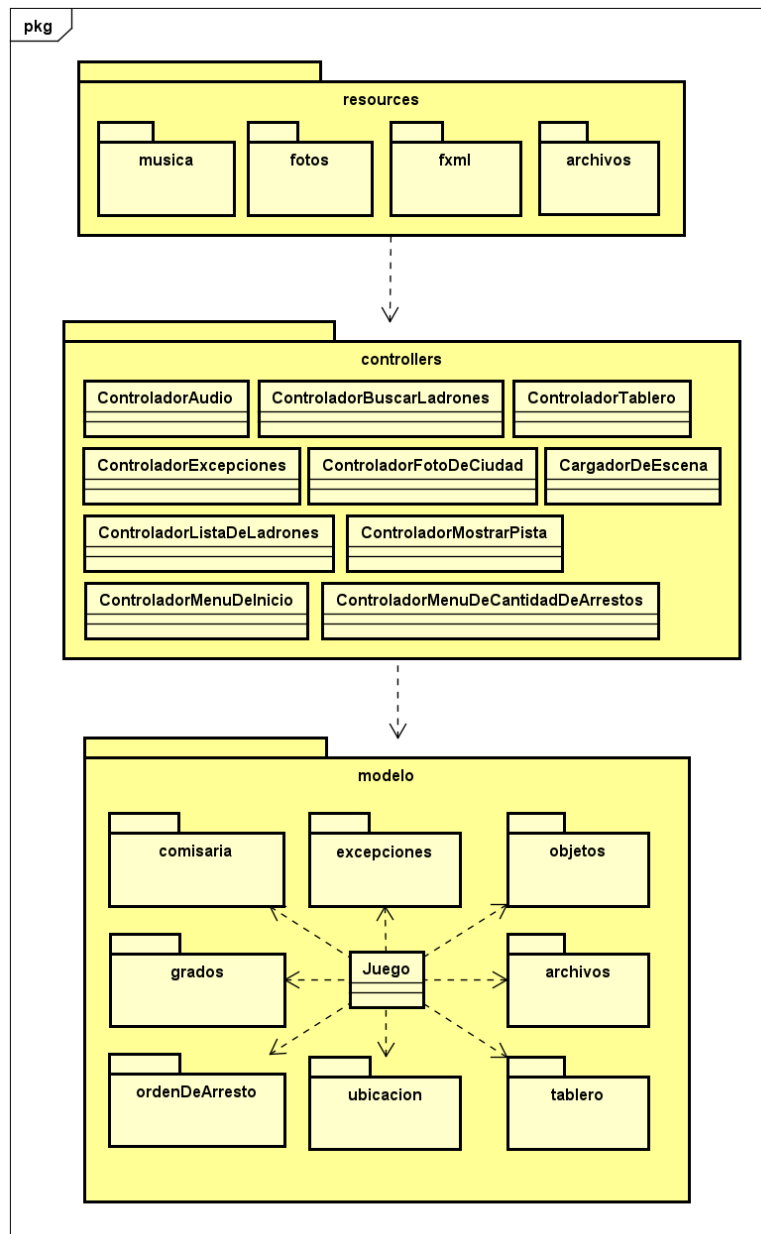 pkg
resources
musica
fotos
fxml
archivos
controllers
ControladorAudio
ControladorBuscarLadrones
ControladorTablero
ControladorExcepciones
ControladorFotoDeCiudad
CargadorDeEscena
ControladorListaDeLadrones
ControladorMostrarPista
ControladorMenuDeInicio
ControladorMenuDeCantidadDeArrestos
modelo
comisaria
excepciones
objetos
grados
Juego
archivos
ordenDeArresto
ubicacion
tablero